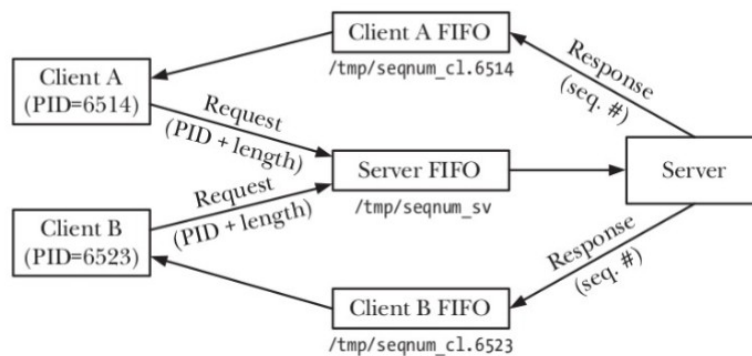 Client A FIFO
/tmp/seqnum_cl.6514
Client A
(PID=6514)
Response
(seq. #)
Request
(PID + length)
Server FIFO
/tmp/seqnum_sv
Server
Request
(PID + length)
Client B
(PID=6523)
Response
(seq. #)
Client B FIFO
/tmp/seqnum_cl.6523